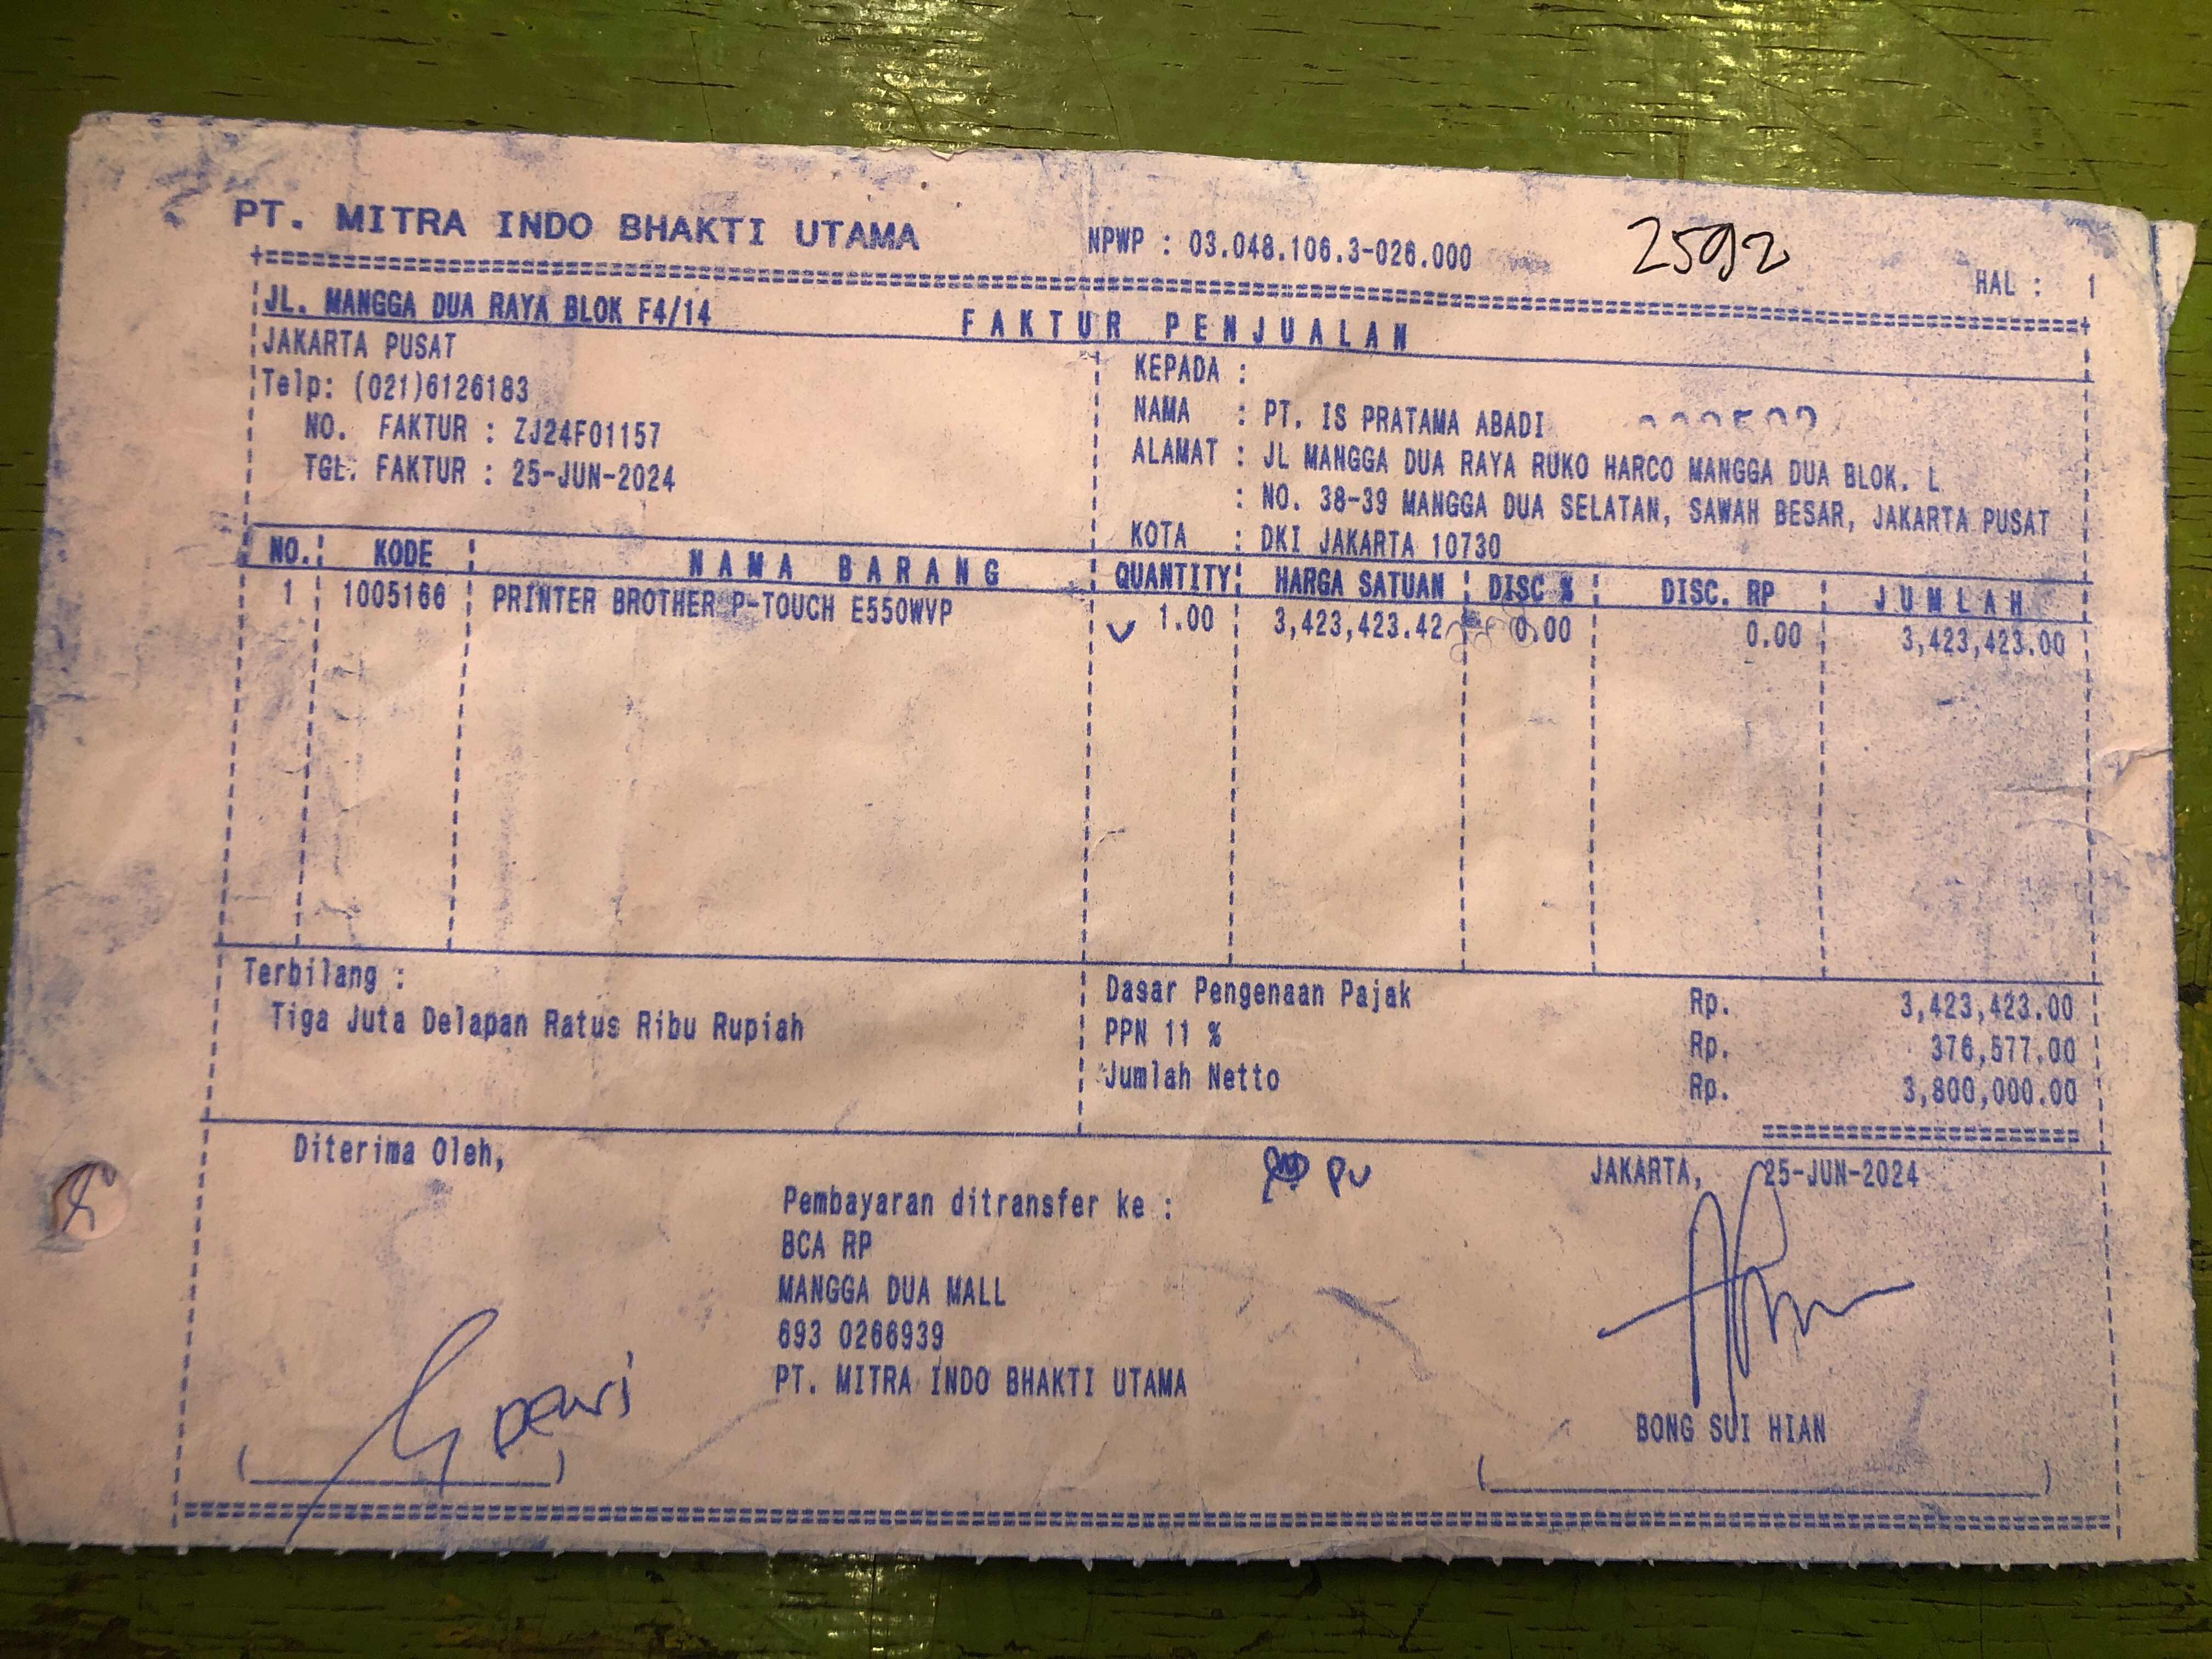 PT. MITRA INDO BHAKTI UTAMA
NPWP : 03.048.106.3-026.000
2592
HAL : 1
JL. MANGGA DUA RAYA BLOK F4/14
FAKTUR PENJUALAN
JAKARTA PUSAT
Telp: (021)6126183
NO. FAKTUR : ZJ24F01157
TGL. FAKTUR : 25-JUN-2024
KEPADA :
NAMA : PT. IS PRATAMA ABADI
ALAMAT : JL MANGGA DUA RAYA RUKO HARCO MANGGA DUA BLOK. L
: NO. 38-39 MANGGA DUA SELATAN, SAWAH BESAR, JAKARTA PUSAT
KOTA : DKI JAKARTA 10730
NO. KODE NAMA BARANG QUANTITY HARGA SATUAN DISC % DISC. RP JUMLAH
1 1005166 PRINTER BROTHER P-TOUCH E550WVP 1.00 3,423,423.42 0.00 0.00 3,423,423.00
Terbilang :
Tiga Juta Delapan Ratus Ribu Rupiah
Dasar Pengenaan Pajak Rp. 3,423,423.00
PPN 11 % Rp. 376,577.00
Jumlah Netto Rp. 3,800,000.00
Diterima Oleh,
Pembayaran ditransfer ke :
BCA RP
MANGGA DUA MALL
693 0266939
PT. MITRA INDO BHAKTI UTAMA
JAKARTA, 25-JUN-2024
BONG SUI HIAN